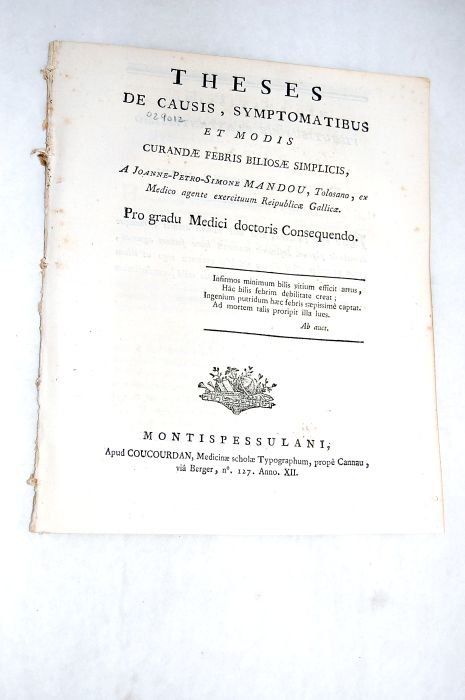 THESES
DE CAUSIS, SYMPTOMATIBUS
029012
ET MODIS
CURANDÆ FEBRIS BILIOSÆ SIMPLICIS,
A JOANNE-PETRO-SIMONE MANDOU, Tolosano, ex
Medico agente exercituum Reipublicæ Gallicæ.
Pro gradu Medici doctoris Consequendo.
Infirmos minimum bilis vitium efficit artus,
Hâc bilis febrim debilitate creat;
Ingenium putridum hæc febris sæpissimè captat.
Ad mortem talis proripit illa lues.
Ab auct.
MONTISPESSULANI,
Apud COUCOURDAN, Medicinæ scholæ Typographum, propè Cannau,
viâ Berger, nº. 127. Anno. XII.